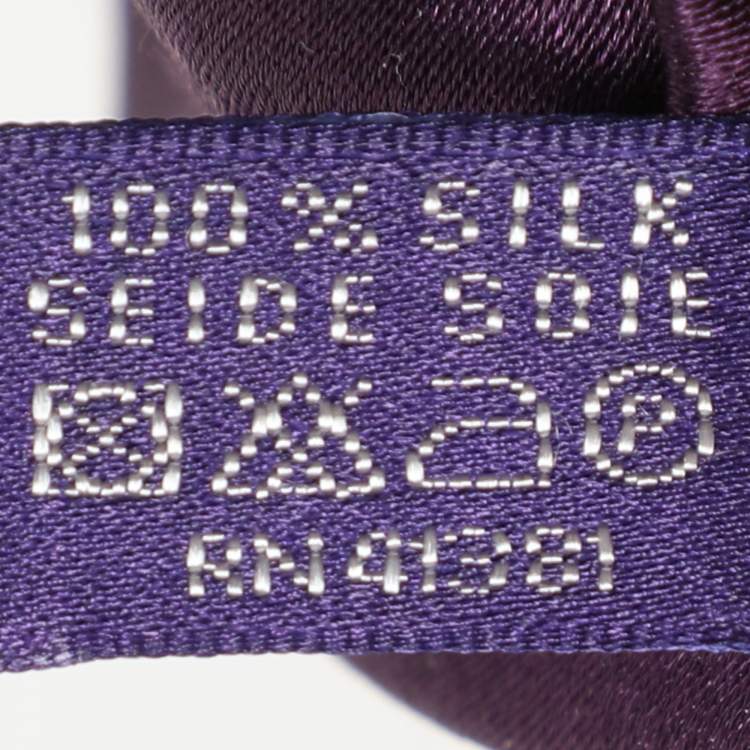 100% SILK
SEIDE SOIE
P
RN41381